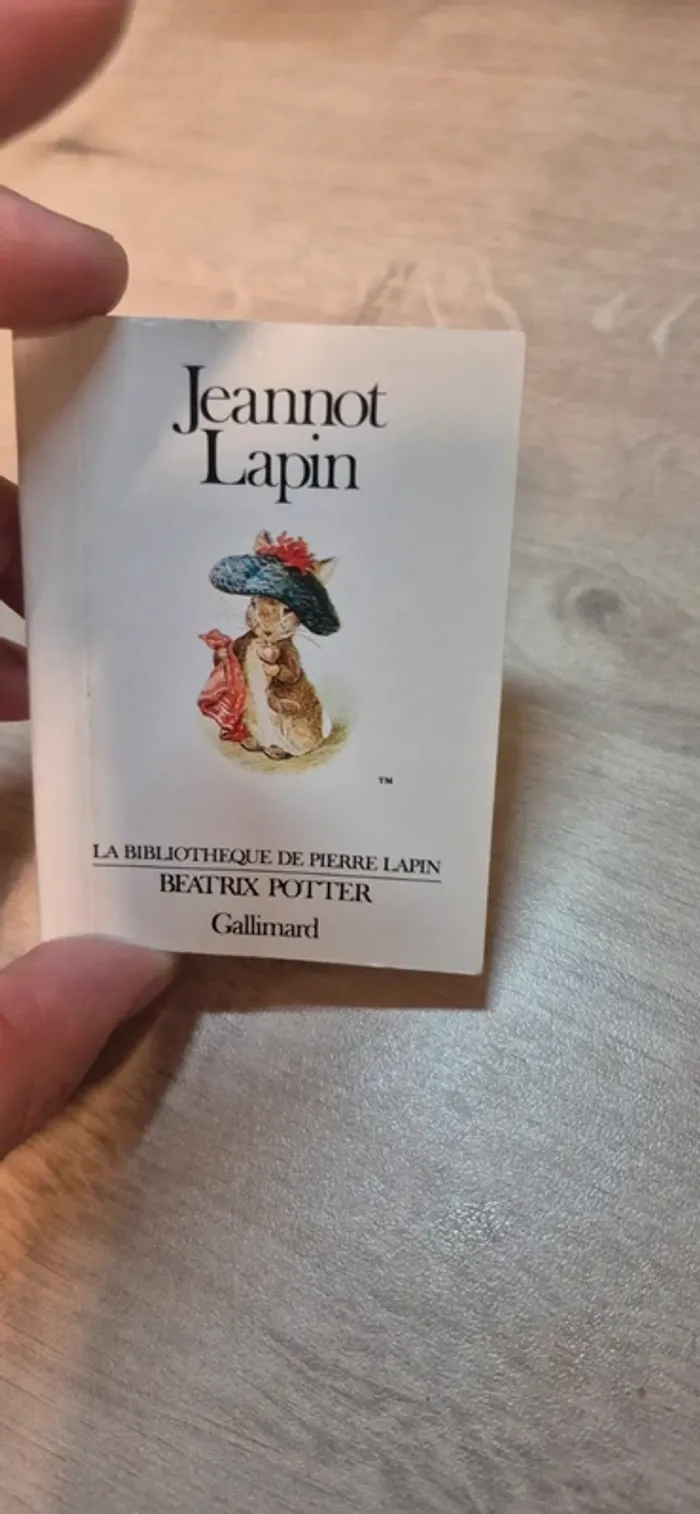 Jeannot
Lapin
TM
LA BIBLIOTHEQUE DE PIERRE LAPIN
BEATRIX POTTER
Gallimard